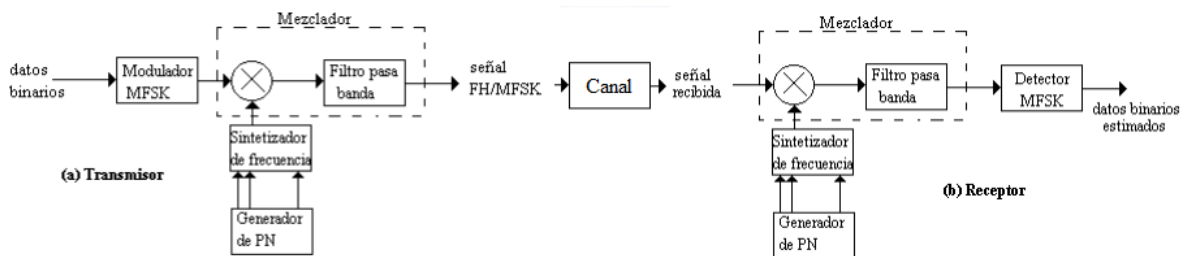 Mezclador
datos
binarios
Modulador
MFSK
Filtro pasa
banda
señal
FH/MFSK
Sintetizador
de frecuencia
Generador
de PN
(a) Transmisor
Canal
señal
recibida
Mezclador
Filtro pasa
banda
Detector
MFSK
datos binarios
estimados
Sintetizador
de frecuencia
Generador
de PN
(b) Receptor